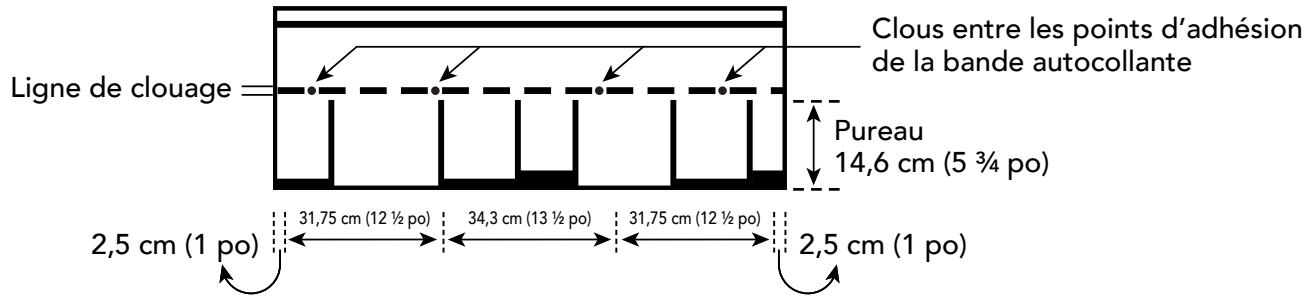 Clous entre les points d’adhésion
de la bande autocollante
Ligne de clouage
Pureau
14,6 cm (5 ¾ po)
31,75 cm (12 ½ po)
34,3 cm (13 ½ po)
31,75 cm (12 ½ po)
2,5 cm (1 po)
2,5 cm (1 po)